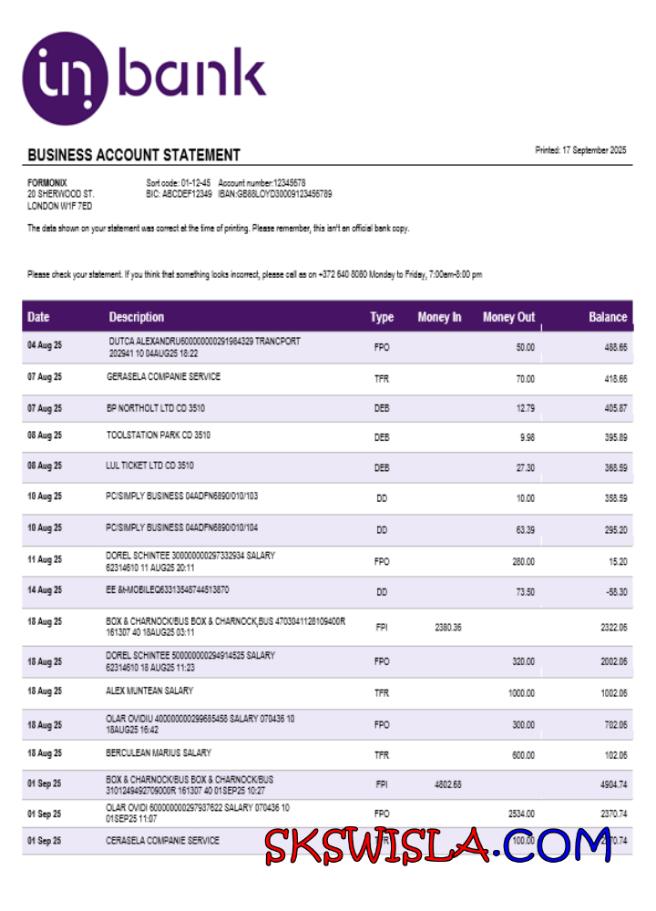 in bank
Printed: 17 September 2025
BUSINESS ACCOUNT STATEMENT
FORMONIX Sort code: 01-12-45 Account number:12345678
20 SHERWOOD ST. BIC: ABCDEF12349 IBAN:GB88LOYD30009123456789
LONDON W1F 7ED
The data shown on your statement was correct at the time of printing. Please remember, this isn't an official bank copy.
Please check your statement. If you think that something looks incorrect, please call as on +372 640 8080 Monday to Friday, 7:00am-8:00 pm
Date Description Type Money In Money Out Balance
04 Aug 25 DUTCA ALEXANDRU600000000291984329 TRANCPORT
202941 10 04AUG25 18:22 FPO 50.00 488.66
07 Aug 25 GERASELA COMPANIE SERVICE TFR 70.00 418.66
07 Aug 25 BP NORTHOLT LTD CD 3510 DEB 12.79 405.87
08 Aug 25 TOOLSTATION PARK CD 3510 DEB 9.98 395.89
08 Aug 25 LUL TICKET LTD CD 3510 DEB 27.30 368.59
10 Aug 25 PC/SIMPLY BUSINESS 04ADFN6890/010/103 DD 10.00 358.59
10 Aug 25 PC/SIMPLY BUSINESS 04ADFN6890/010/104 DD 63.39 295.20
11 Aug 25 DOREL SCHINTEE 300000000297332934 SALARY
62314610 11 AUG25 20:11 FPO 280.00 15.20
14 Aug 25 EE &MOBILEQ63313548744513870 DD 73.50 -58.30
18 Aug 25 BOX & CHARNOCK/BUS BOX & CHARNOCK,BUS 4703041128109400R
161307 40 18AUG25 03:11 FPI 2380.36 2322.06
18 Aug 25 DOREL SCHINTEE 500000000294914525 SALARY
62314610 18 AUG25 11:23 FPO 320.00 2002.06
18 Aug 25 ALEX MUNTEAN SALARY TFR 1000.00 1002.06
18 Aug 25 OLAR OVIDIU 400000000299685458 SALARY 070436 10
18AUG25 16:42 FPO 300.00 702.06
18 Aug 25 BERCULEAN MARIUS SALARY TFR 600.00 102.06
01 Sep 25 BOX & CHARNOCK/BUS BOX & CHARNOCK/BUS
3101249492709000R 161307 40 01SEP25 10:27 FPI 4802.68 4904.74
01 Sep 25 OLAR OVIDI 600000000297937622 SALARY 070436 10
01SEP25 11:07 FPO 2534.00 2370.74
01 Sep 25 CERASELA COMPANIE SERVICE 100.00
SKSWISLA.COM